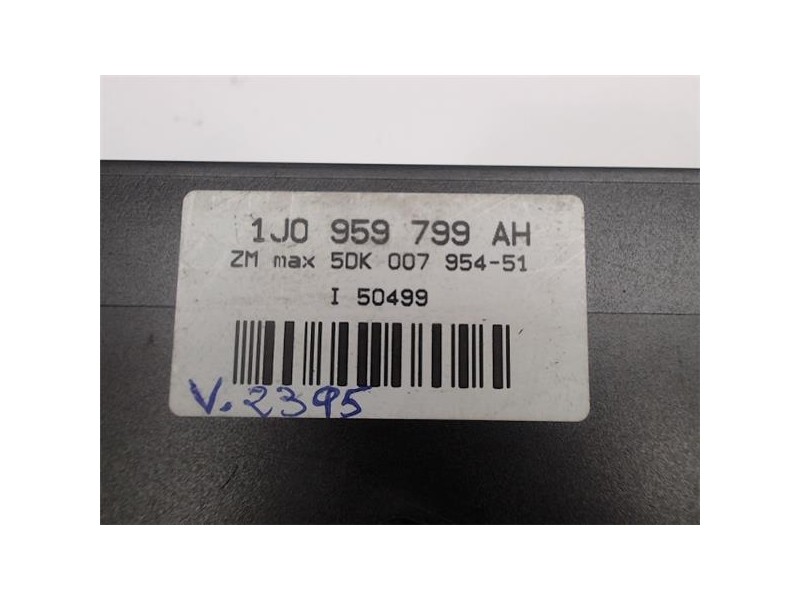 1J0 959 799 AH
ZM max 5DK 007 954-51
I 50499
V. 2395